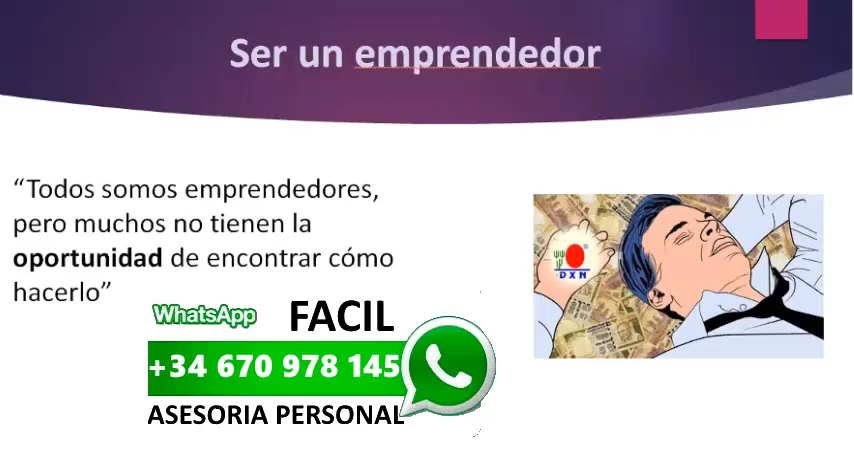 Ser un emprendedor
“Todos somos emprendedores,
pero muchos no tienen la
oportunidad de encontrar cómo
hacerlo”
DXN
WhatsApp FACIL
+34 670 978 145
ASESORIA PERSONAL